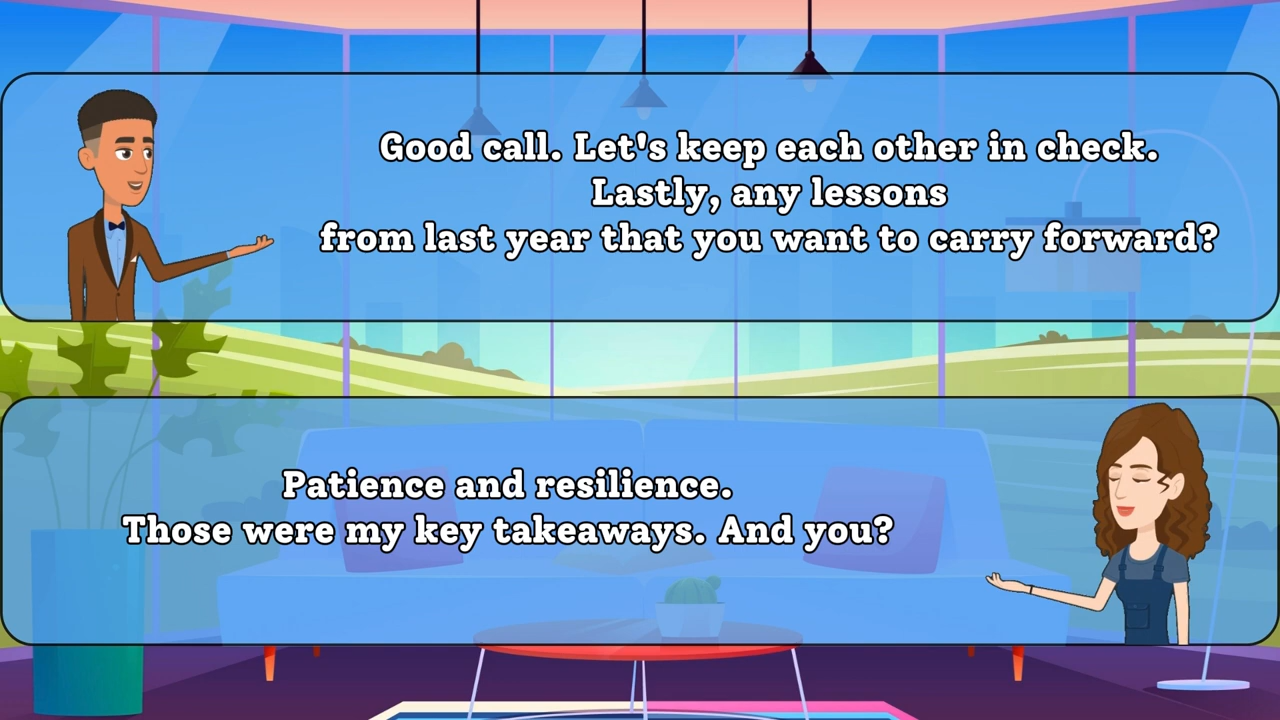 Good call. Let's keep each other in check.
Lastly, any lessons
from last year that you want to carry forward?
Patience and resilience.
Those were my key takeaways. And you?